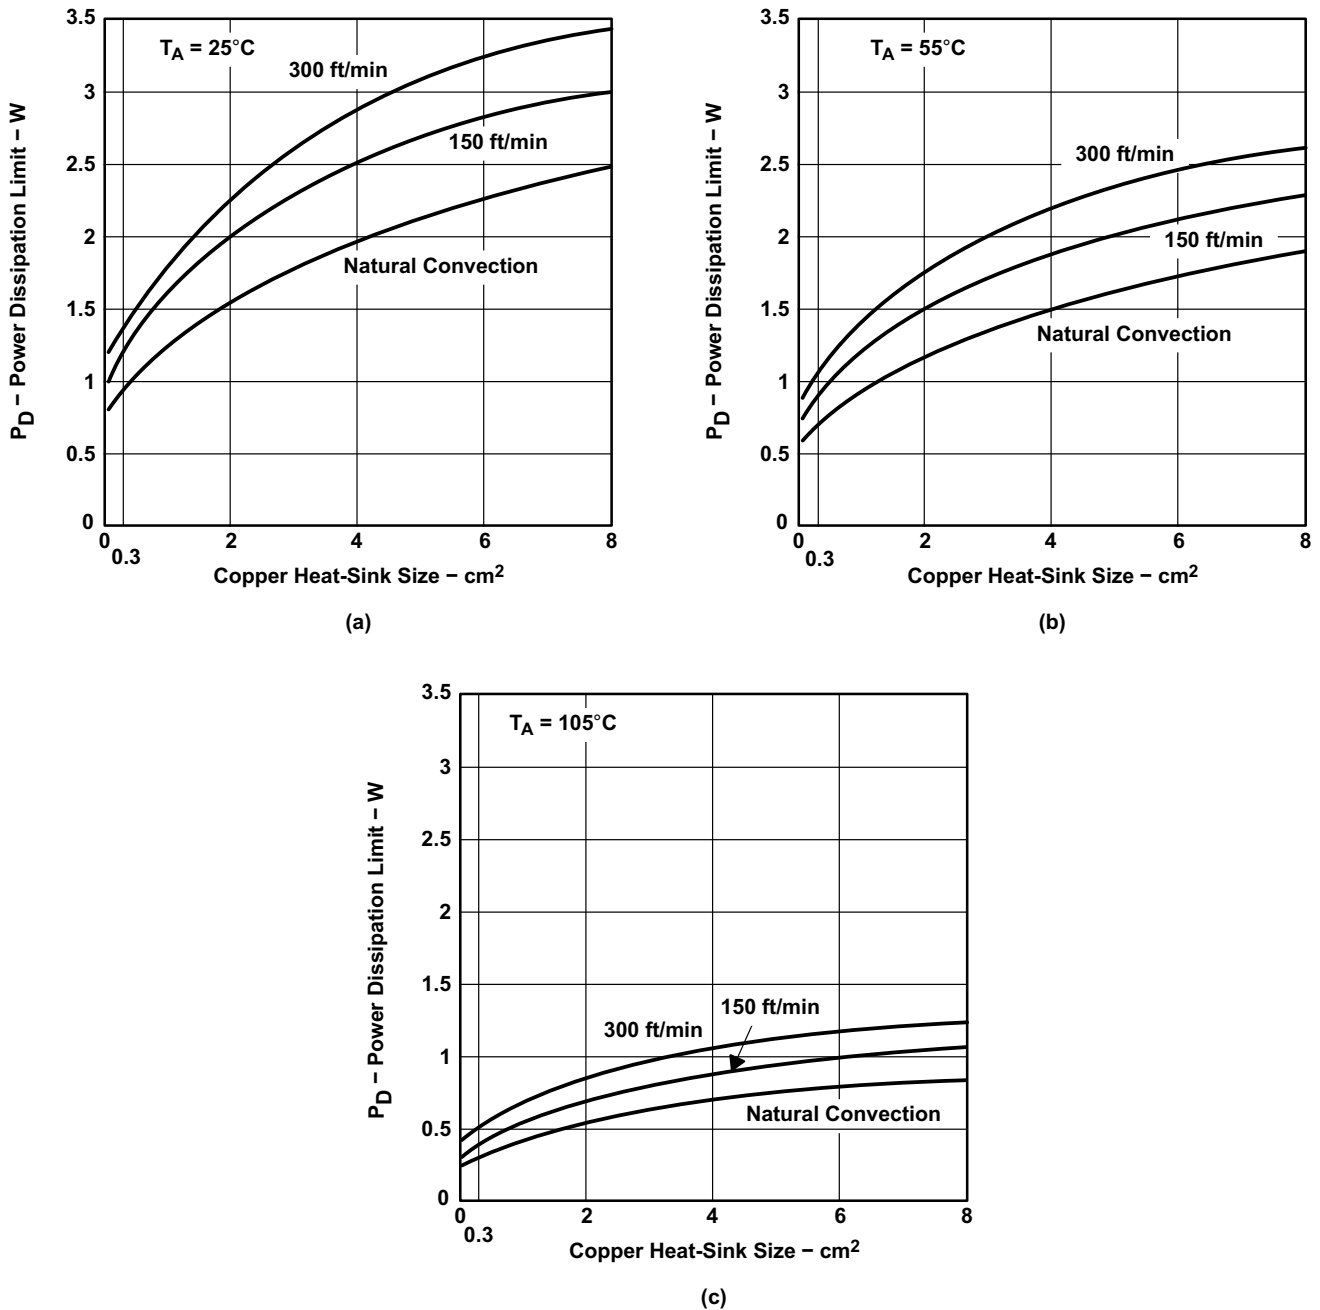 3.5
T_A = 25°C
300 ft/min
3
150 ft/min
2.5
2
Natural Convection
1.5
1
0.5
0
P_D – Power Dissipation Limit – W
0 2 4 6 8
0.3
Copper Heat-Sink Size – cm²
(a)
3.5
T_A = 55°C
3
300 ft/min
2.5
2
150 ft/min
1.5
Natural Convection
1
0.5
0
P_D – Power Dissipation Limit – W
0 2 4 6 8
0.3
Copper Heat-Sink Size – cm²
(b)
3.5
T_A = 105°C
3
2.5
2
1.5
150 ft/min
300 ft/min
1
Natural Convection
0.5
0
P_D – Power Dissipation Limit – W
0 2 4 6 8
0.3
Copper Heat-Sink Size – cm²
(c)